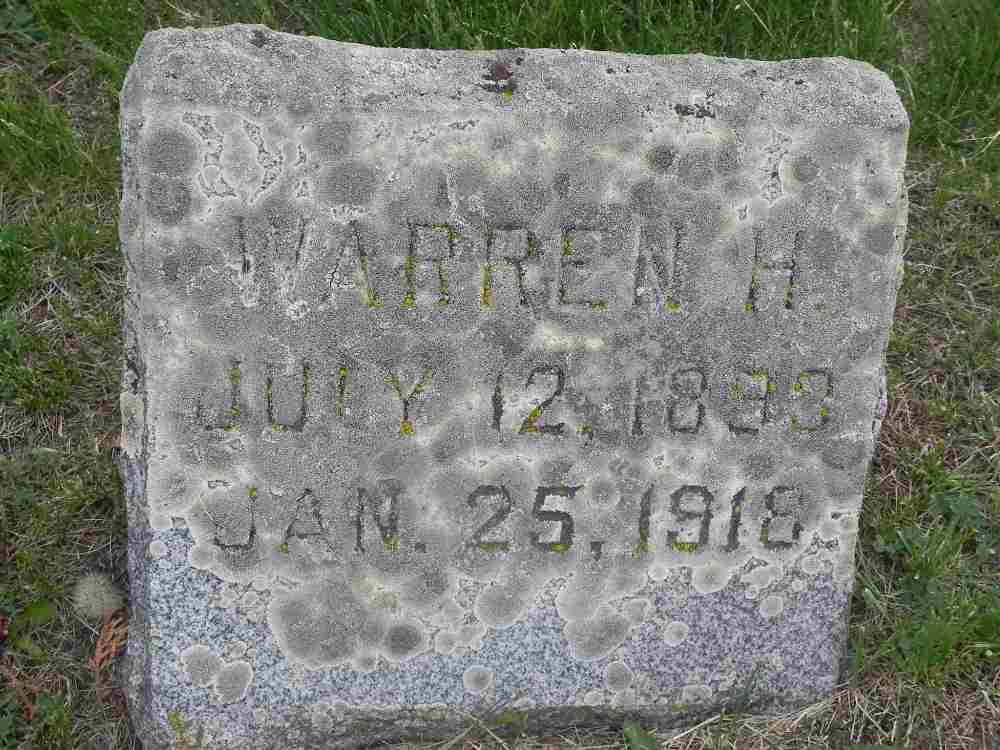 WARREN H.
JULY 12, 1893
JAN. 25, 1918